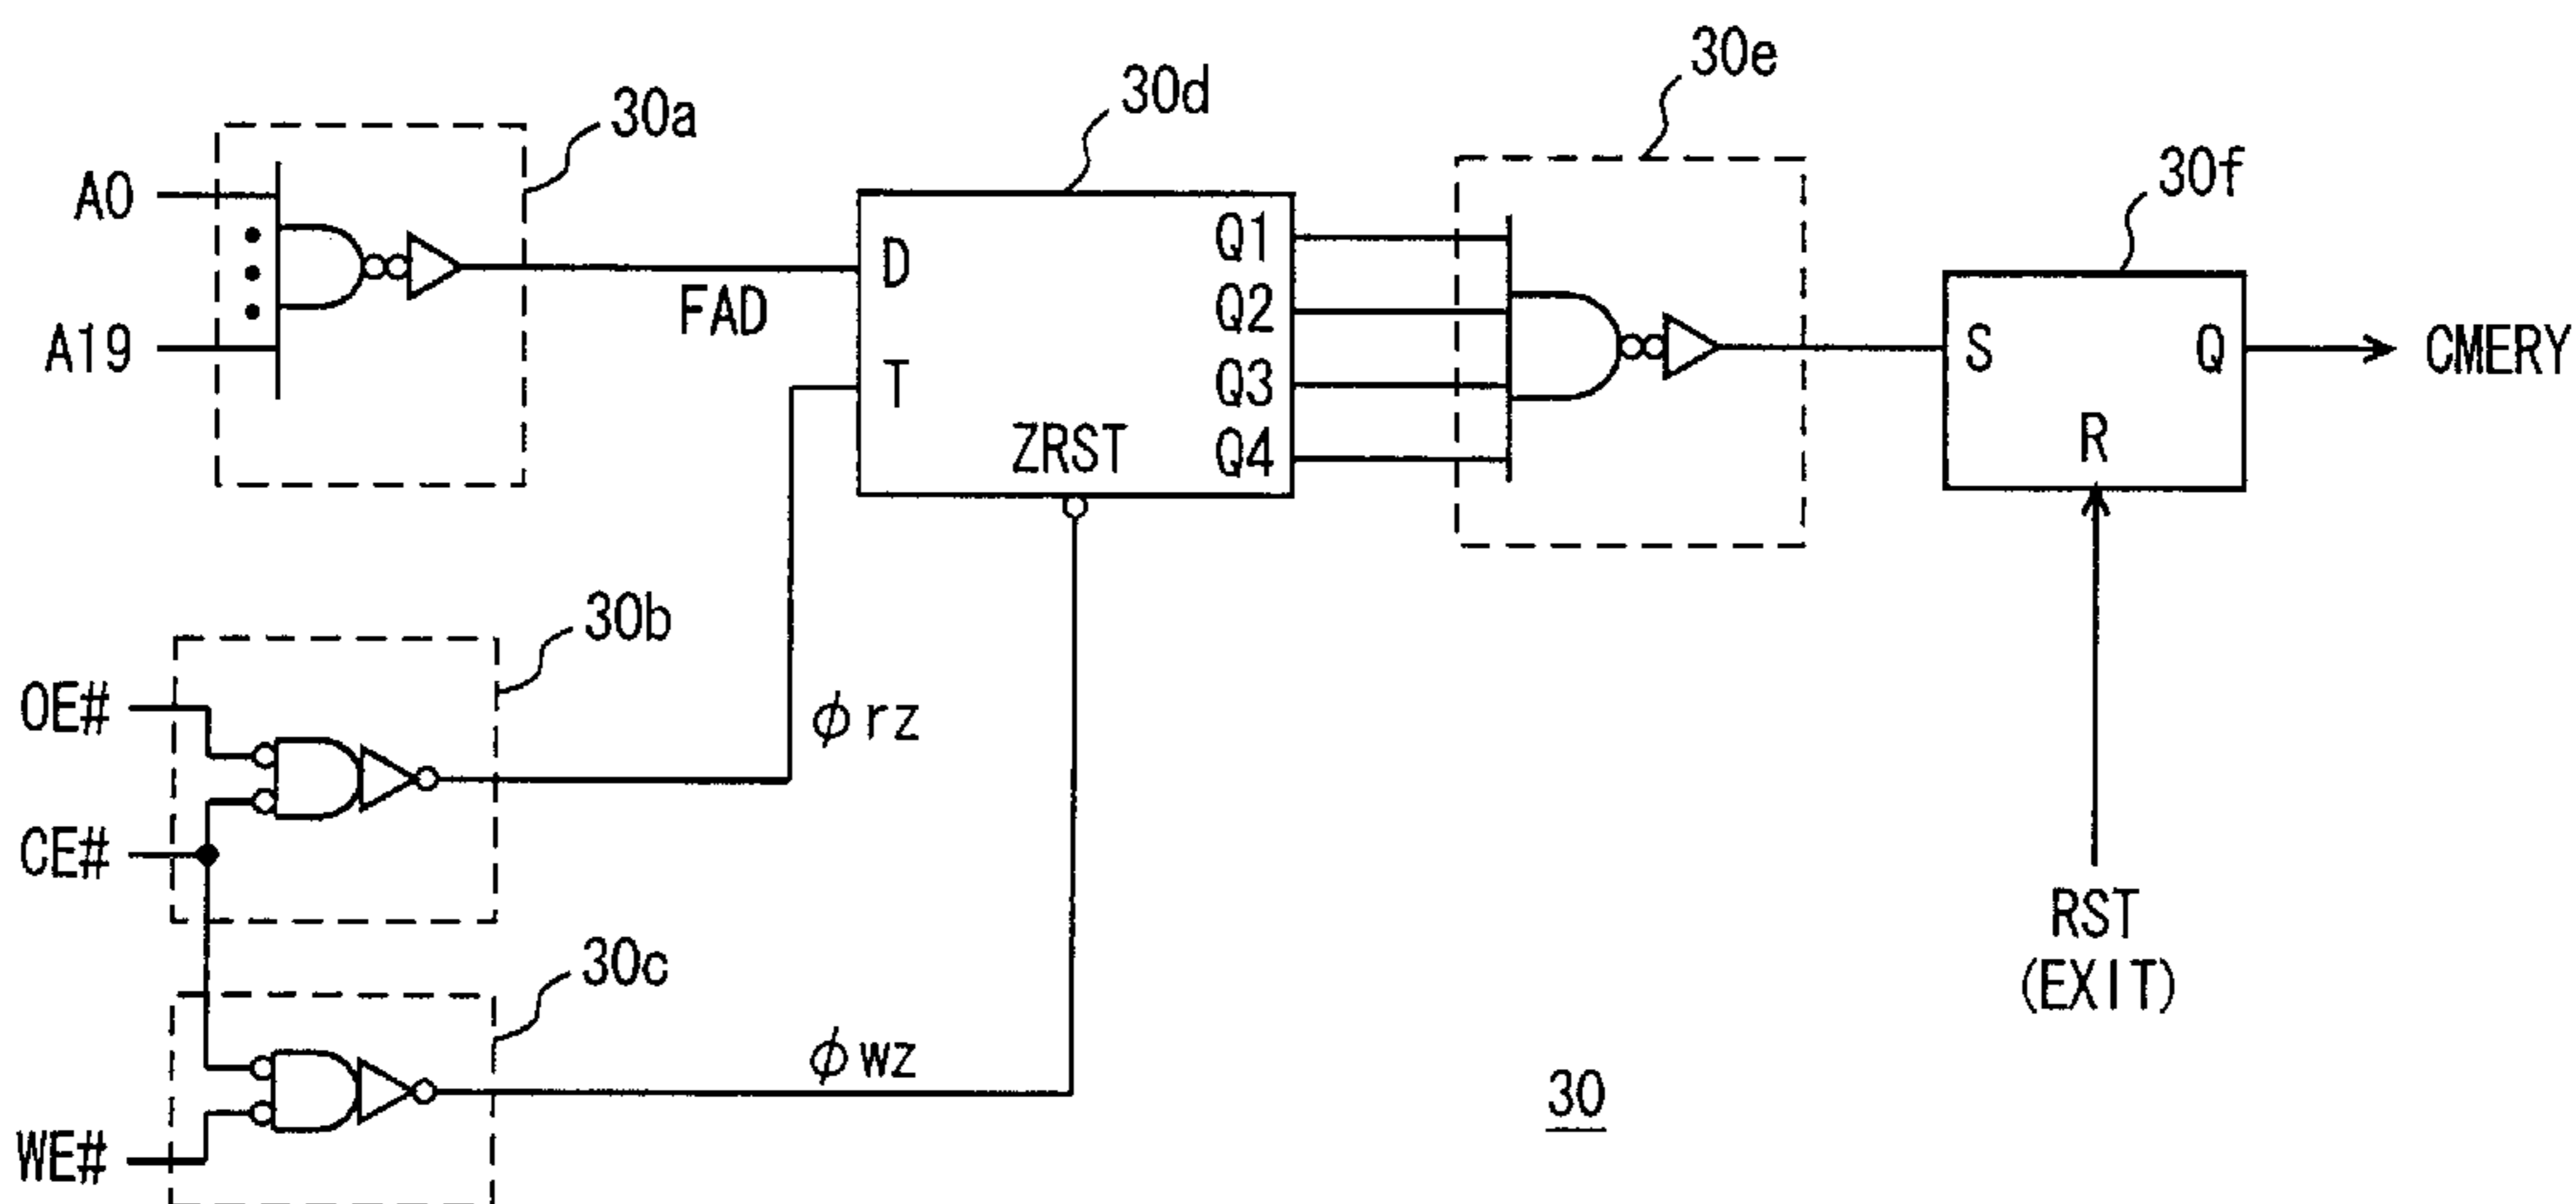 30a
A0
A19
FAD
30d
D
T
ZRST
Q1
Q2
Q3
Q4
30e
30f
S
Q
R
CMERY
RST
(EXIT)
30b
OE#
CE#
φrz
30c
WE#
φwz
30